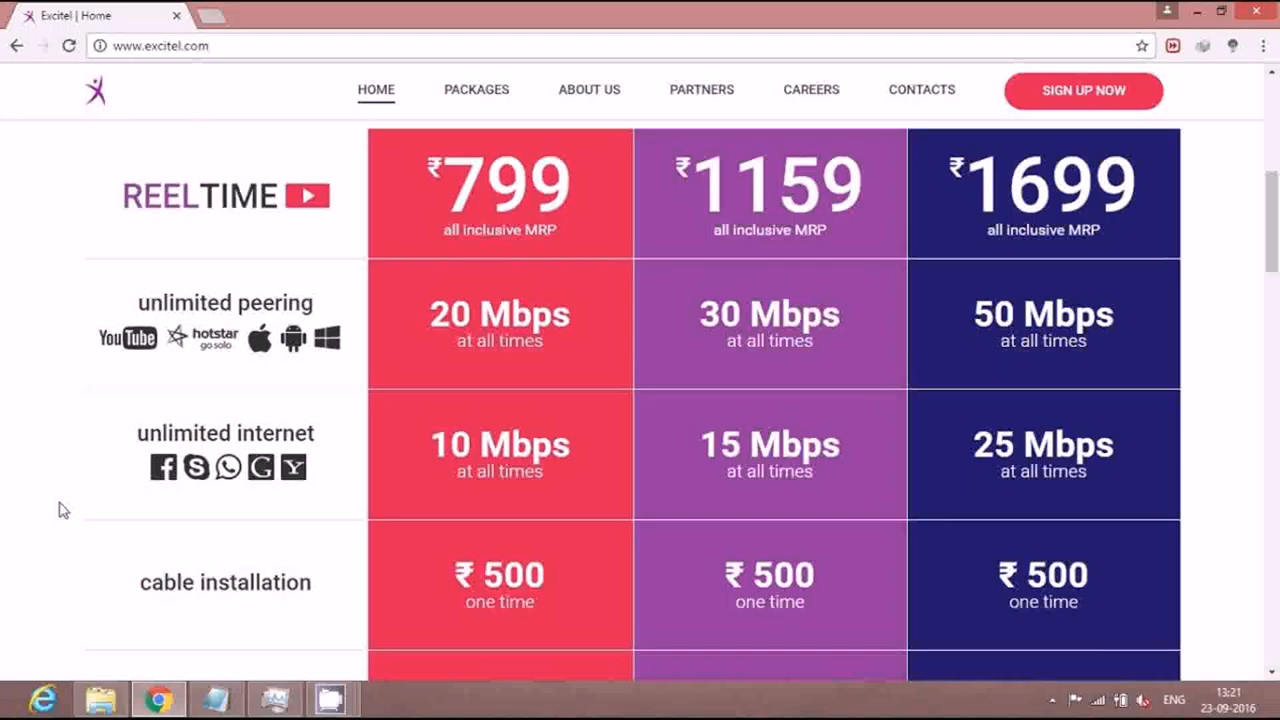 Excitel | Home
www.excitel.com
HOME PACKAGES ABOUT US PARTNERS CAREERS CONTACTS SIGN UP NOW
REELTIME ₹799 ₹1159 ₹1699
all inclusive MRP all inclusive MRP all inclusive MRP
unlimited peering 20 Mbps 30 Mbps 50 Mbps
YouTube hotstar go solo at all times at all times at all times
unlimited internet 10 Mbps 15 Mbps 25 Mbps
at all times at all times at all times
cable installation ₹ 500 ₹ 500 ₹ 500
one time one time one time
ENG 13:21
23-09-2016